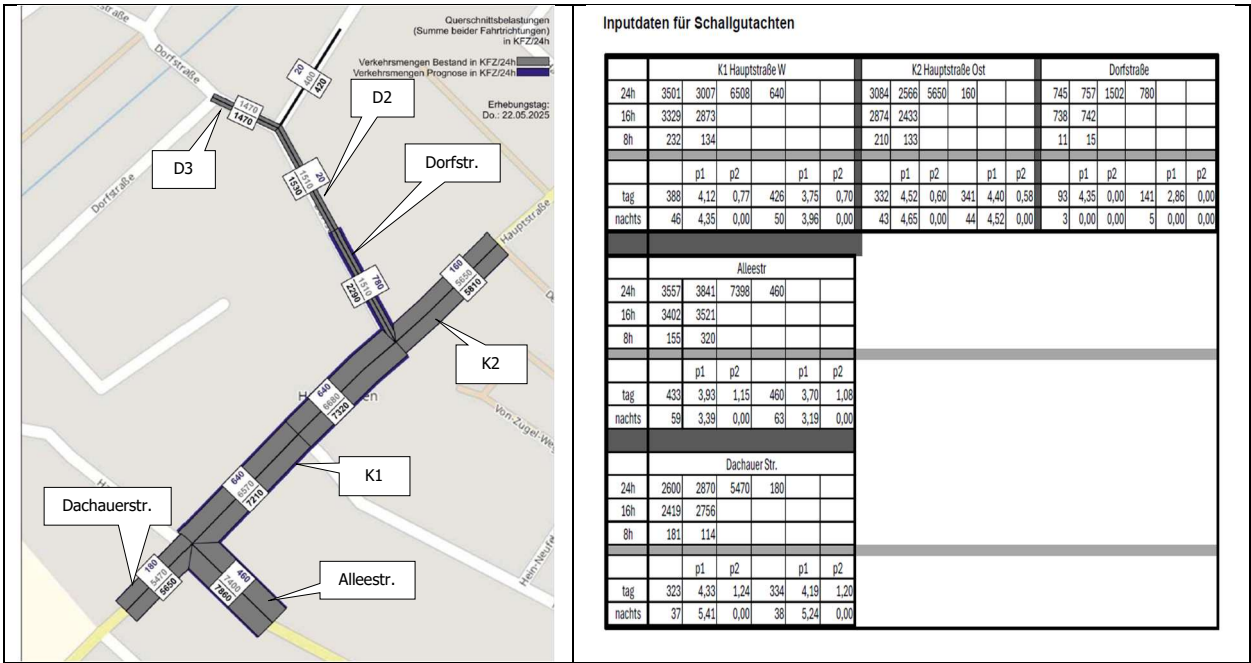 Querschnittsbelastungen
(Summe beider Fahrtrichtungen)
in KFZ/24h
Verkehrsmengen Bestand in KFZ/24h
Verkehrsmengen Prognose in KFZ/24h
Erhebungstag:
Do.: 22.05.2025
Dorfstraße
20
400
420
1470
1470
D2
D3
Dorfstr.
20
1510
1530
Dorfstraße
Hauptstraße
780
1510
2290
160
5650
5810
K2
640
6680
7320
Von-Zugel-Weg
K1
640
6570
7210
Dachauerstr.
180
5470
5650
460
7400
7860
Alleestr.
Hein-Neufe
Inputdaten für Schallgutachten
K1 Hauptstraße W K2 Hauptstraße Ost Dorfstraße
24h 3501 3007 6508 640 3084 2566 5650 160 745 757 1502 780
16h 3329 2873 2874 2433 738 742
8h 232 134 210 133 11 15
p1 p2 p1 p2 p1 p2 p1 p2 p1 p2 p1 p2
tag 388 4,12 0,77 426 3,75 0,70 332 4,52 0,60 341 4,40 0,58 93 4,35 0,00 141 2,86 0,00
nachts 46 4,35 0,00 50 3,96 0,00 43 4,65 0,00 44 4,52 0,00 3 0,00 0,00 5 0,00 0,00
Alleestr
24h 3557 3841 7398 460
16h 3402 3521
8h 155 320
p1 p2 p1 p2
tag 433 3,93 1,15 460 3,70 1,08
nachts 59 3,39 0,00 63 3,19 0,00
Dachauer Str.
24h 2600 2870 5470 180
16h 2419 2756
8h 181 114
p1 p2 p1 p2
tag 323 4,33 1,24 334 4,19 1,20
nachts 37 5,41 0,00 38 5,24 0,00